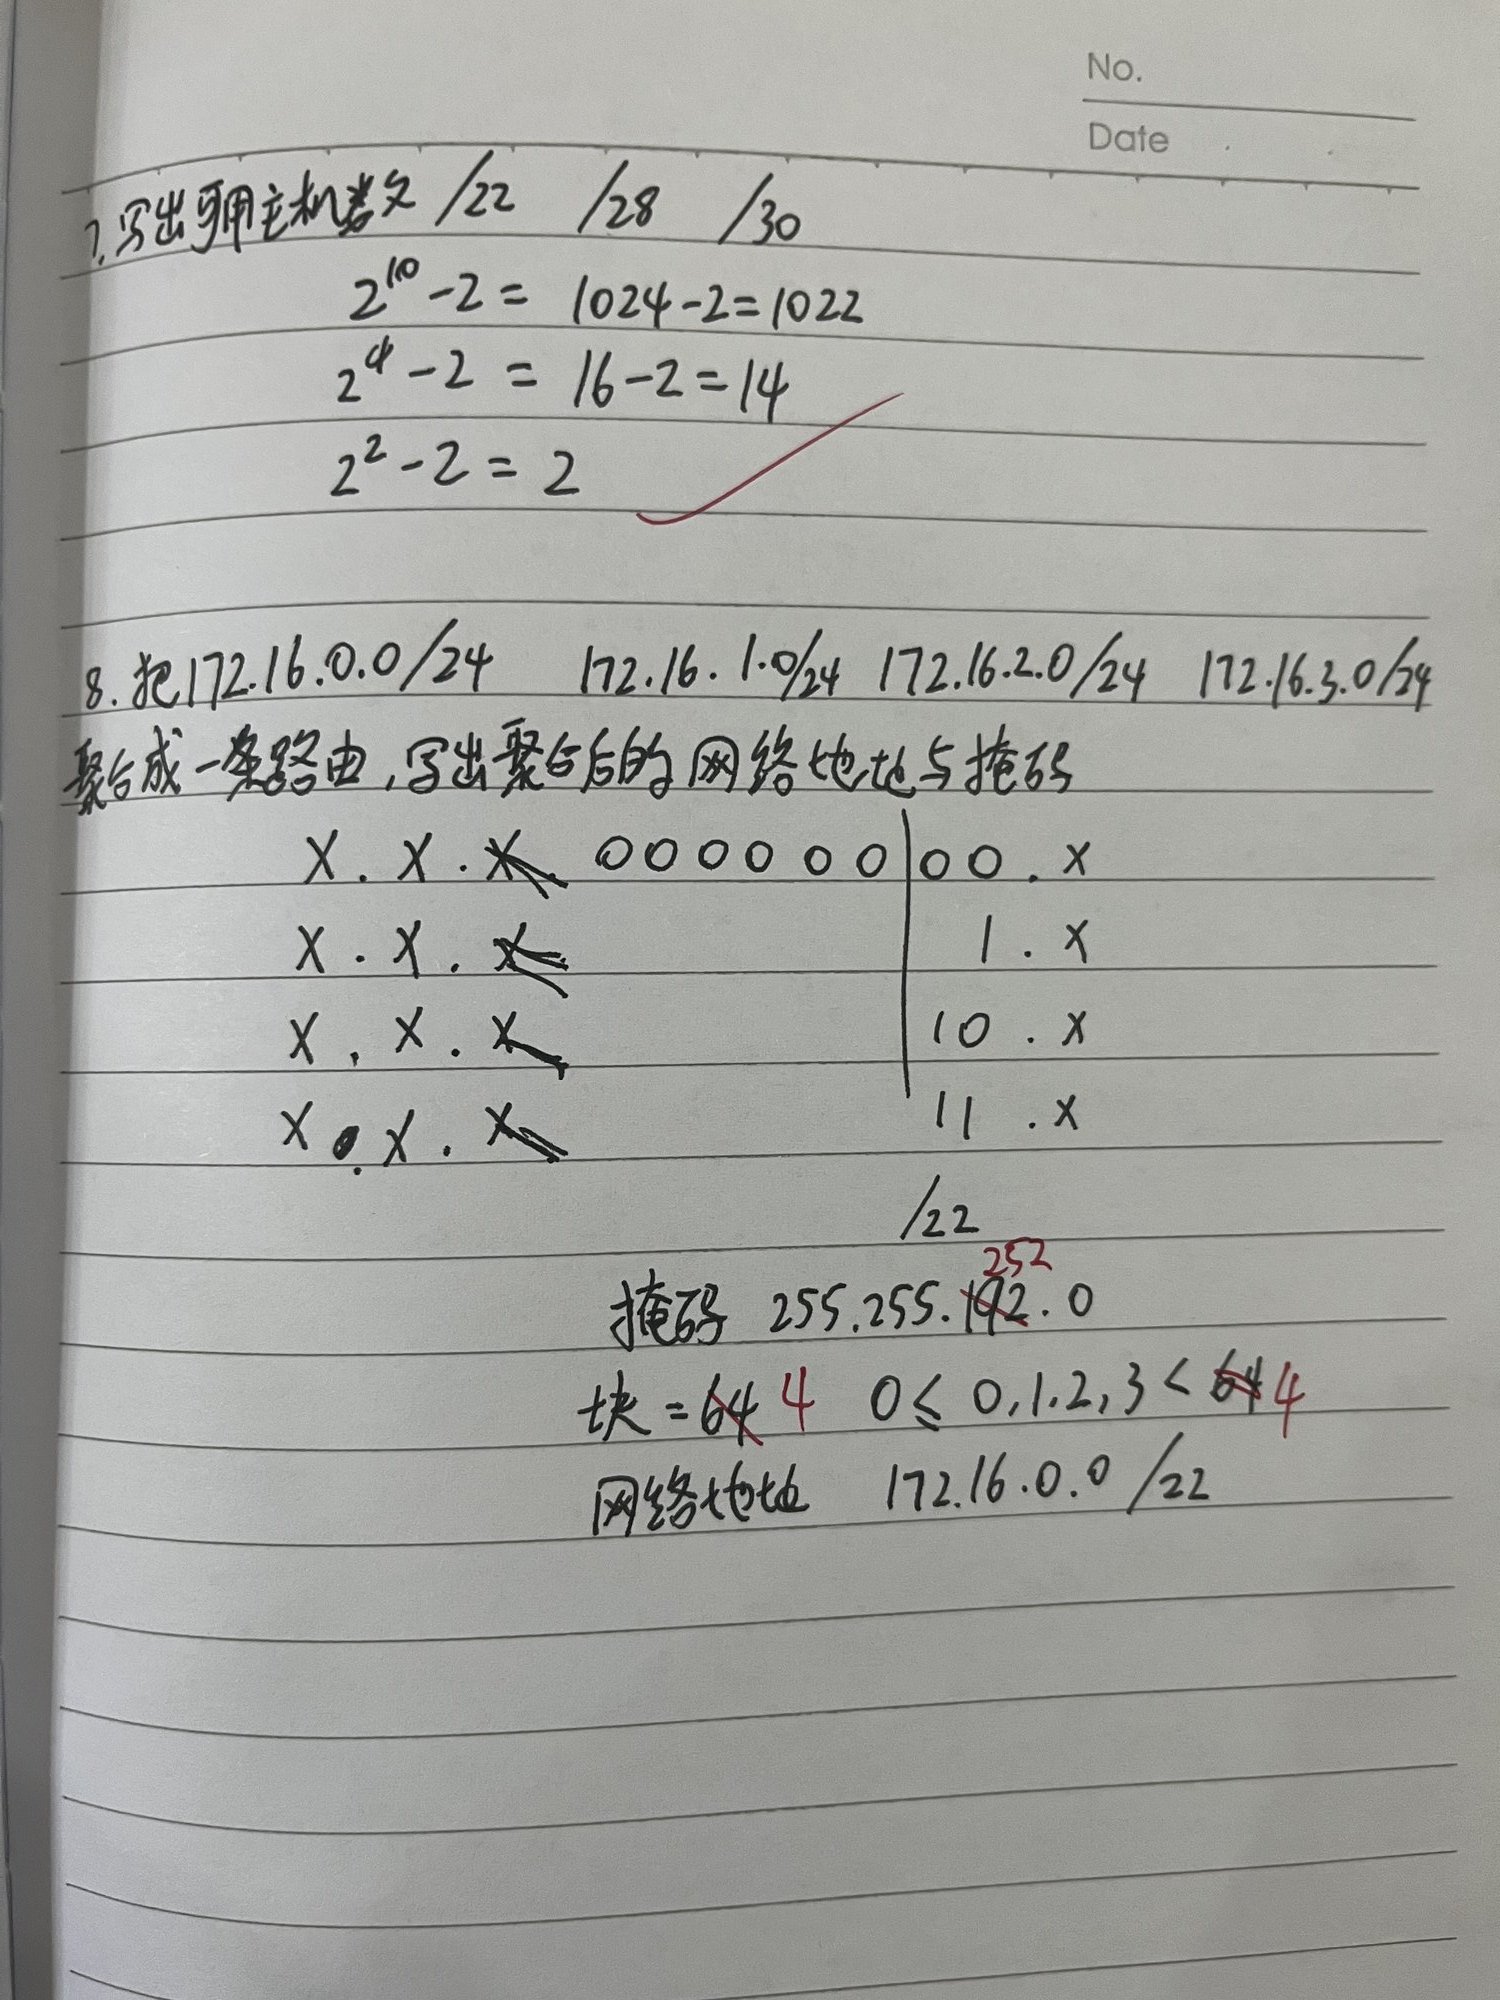 No.
Date
7.写出可用主机数 /22 /28 /30
2^10-2= 1024-2=1022
2^4-2 = 16-2=14
2^2-2=2
8.把172.16.0.0/24 172.16.1.0/24 172.16.2.0/24 172.16.3.0/24
聚合成一条路由,写出聚合后的网络地址与掩码
X.X. 000000|00.X
X.X. 1.X
X.X. 10.X
X.X. 11.X
/22
252
掩码 255.255.192.0
块=64 4 0≤0,1,2,3<64 4
网络地址 172.16.0.0/22